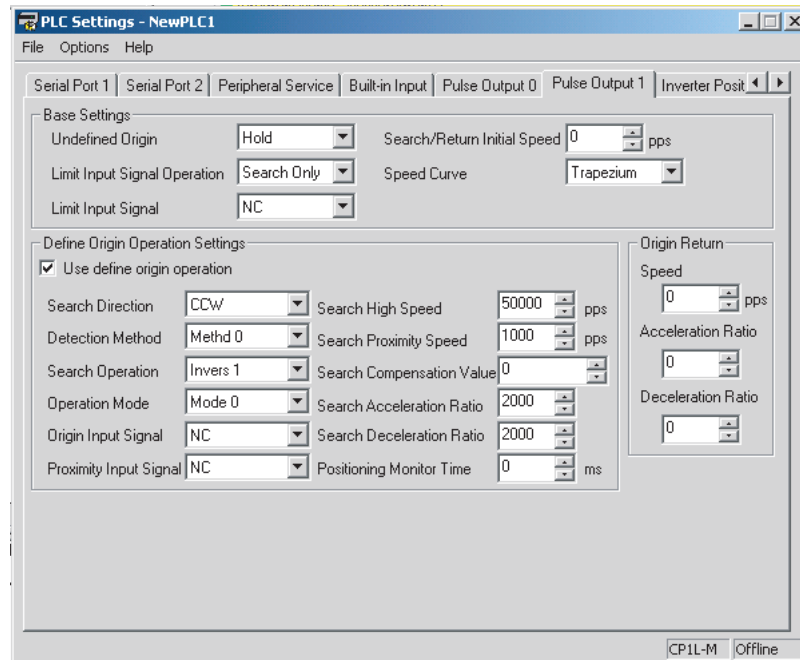 PLC Settings - NewPLC1
File Options Help
Serial Port 1 Serial Port 2 Peripheral Service Built-in Input Pulse Output 0 Pulse Output 1 Inverter Posit
Base Settings
Undefined Origin Hold Search/Return Initial Speed 0 pps
Limit Input Signal Operation Search Only Speed Curve Trapezium
Limit Input Signal NC
Define Origin Operation Settings Origin Return
Use define origin operation Speed
Search Direction CCW Search High Speed 50000 pps 0 pps
Detection Method Methd 0 Search Proximity Speed 1000 pps Acceleration Ratio
Search Operation Invers 1 Search Compensation Value 0 0
Operation Mode Mode 0 Search Acceleration Ratio 2000 Deceleration Ratio
Origin Input Signal NC Search Deceleration Ratio 2000 0
Proximity Input Signal NC Positioning Monitor Time 0 ms
CP1L-M Offline